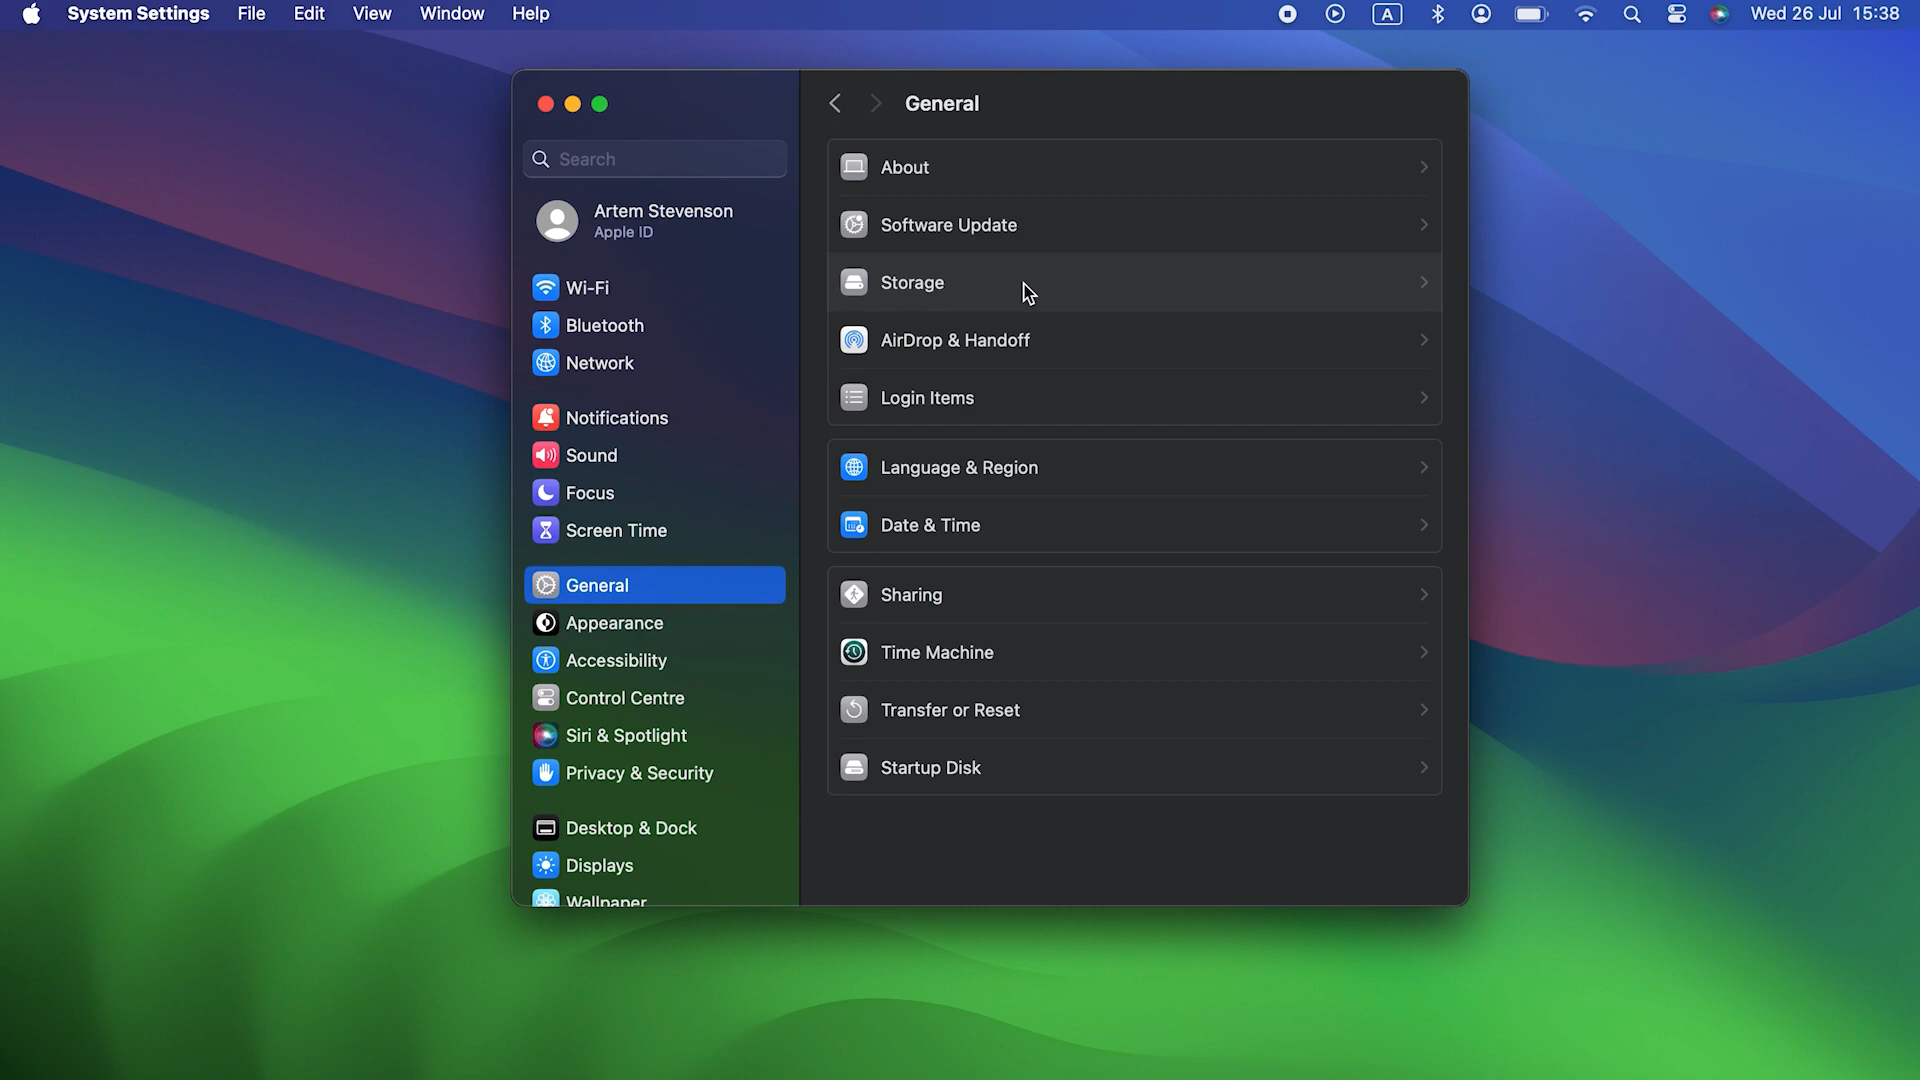 System Settings File Edit View Window Help A Wed 26 Jul 15:38
General
Search
Artem Stevenson
Apple ID
Wi-Fi
Bluetooth
Network
Notifications
Sound
Focus
Screen Time
General
Appearance
Accessibility
Control Centre
Siri & Spotlight
Privacy & Security
Desktop & Dock
Displays
Wallpaper
About
Software Update
Storage
AirDrop & Handoff
Login Items
Language & Region
Date & Time
Sharing
Time Machine
Transfer or Reset
Startup Disk